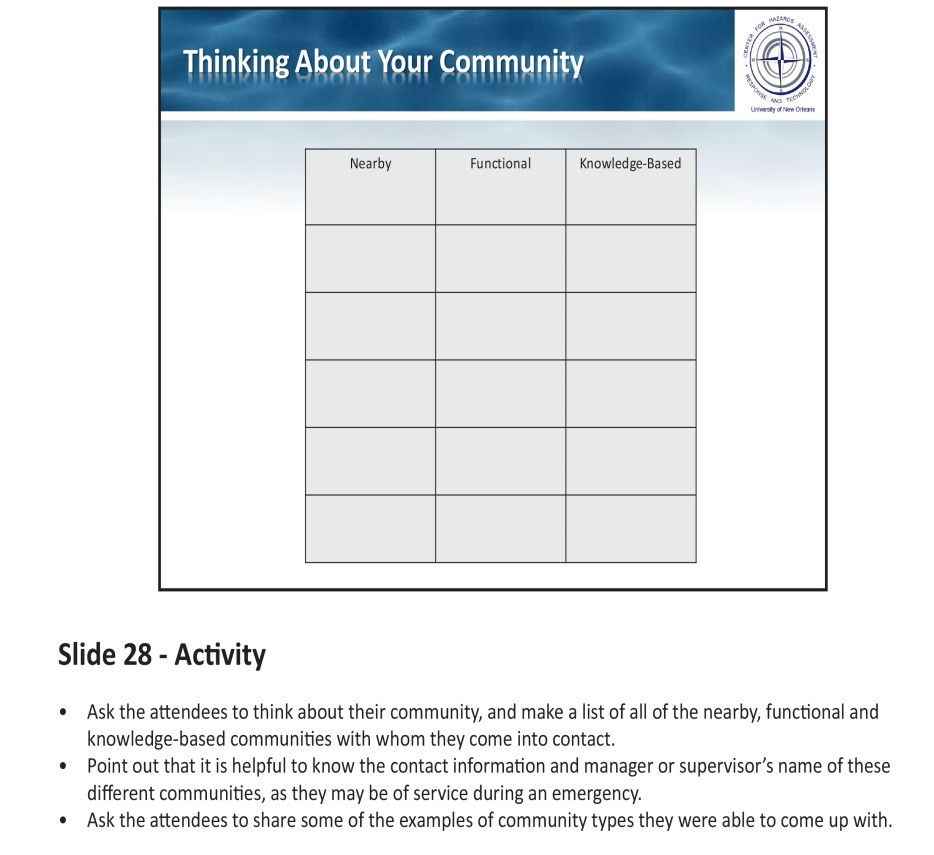 Thinking About Your Community
CENTER FOR HAZARDS ASSESSMENT
RESPONSE AND TECHNOLOGY
University of New Orleans
Nearby
Functional
Knowledge-Based
Slide 28 - Activity
• Ask the attendees to think about their community, and make a list of all of the nearby, functional and
knowledge-based communities with whom they come into contact.
• Point out that it is helpful to know the contact information and manager or supervisor’s name of these
different communities, as they may be of service during an emergency.
• Ask the attendees to share some of the examples of community types they were able to come up with.